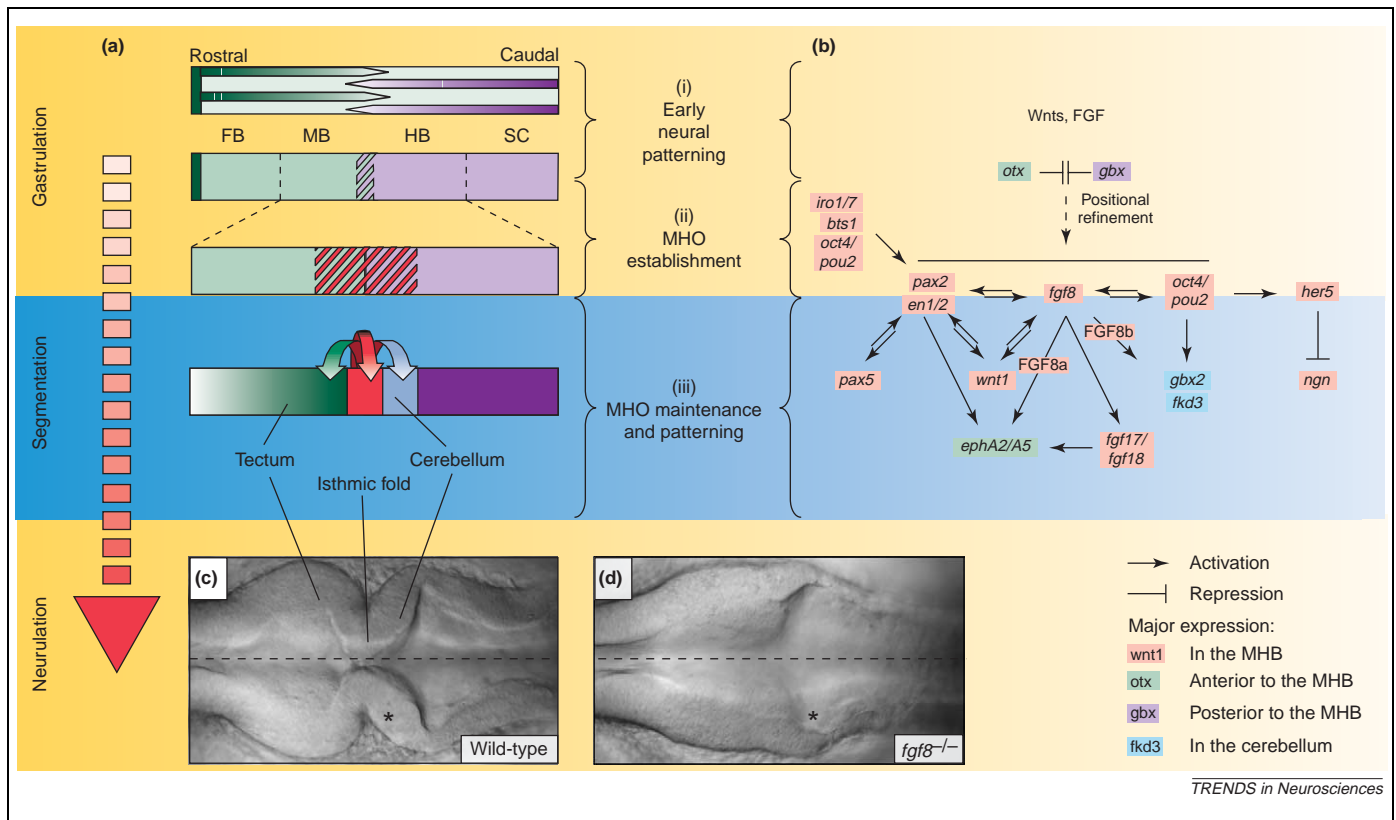 (a)
Rostral
Caudal
FB
MB
HB
SC
Gastrulation
Segmentation
Neurulation
Tectum
Isthmic fold
Cerebellum
(i)
Early
neural
patterning
(ii)
MHO
establishment
(iii)
MHO maintenance
and patterning
(b)
Wnts, FGF
otx
gbx
Positional
refinement
iro1/7
bts1
oct4/
pou2
pax2
en1/2
fgf8
oct4/
pou2
her5
FGF8b
FGF8a
pax5
wnt1
gbx2
fkd3
ngn
ephA2/A5
fgf17/
fgf18
(c)
*
Wild-type
(d)
*
fgf8–/–
Activation
Repression
Major expression:
wnt1 In the MHB
otx Anterior to the MHB
gbx Posterior to the MHB
fkd3 In the cerebellum
TRENDS in Neurosciences